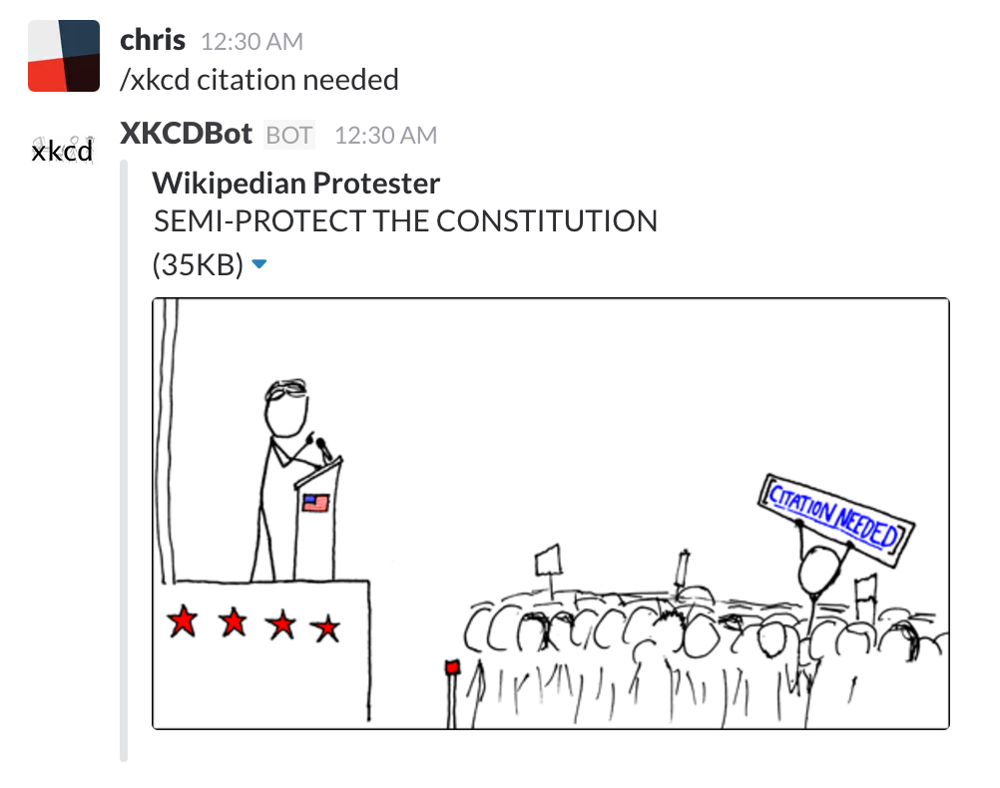 chris 12:30 AM
/xkcd citation needed
xkcd
XKCDBot BOT 12:30 AM
Wikipedian Protester
SEMI-PROTECT THE CONSTITUTION
(35KB)
[CITATION NEEDED]